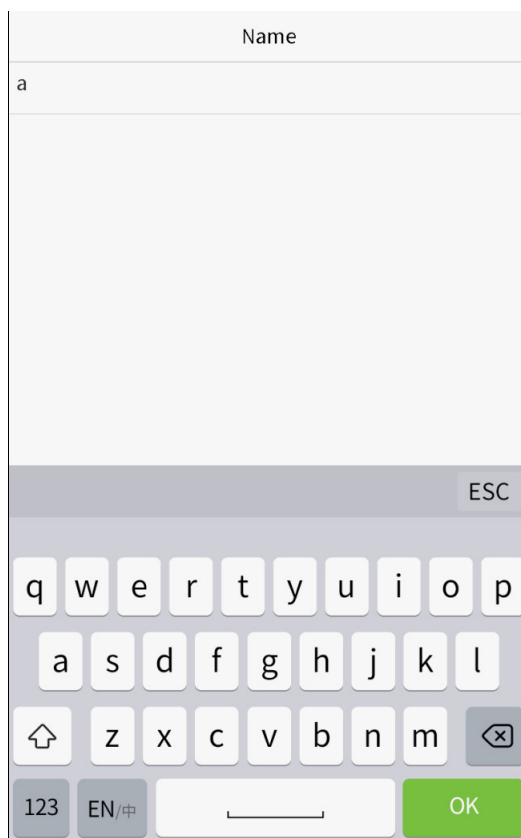 Name
a
ESC
q w e r t y u i o p
a s d f g h j k l
z x c v b n m
123 EN/中 OK